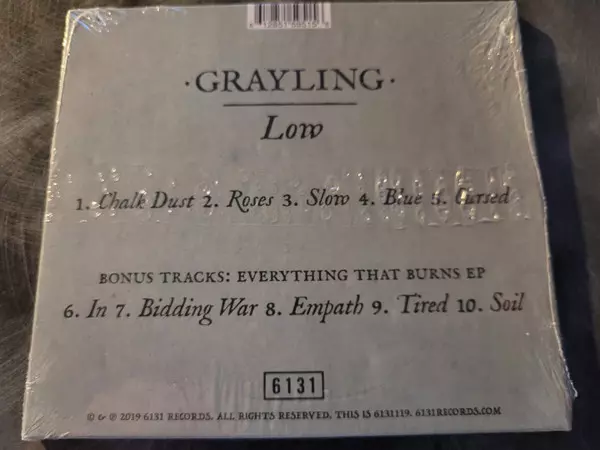 ·GRAYLING·
Low
1. Chalk Dust 2. Roses 3. Slow 4. Blue 5. Cursed
BONUS TRACKS: EVERYTHING THAT BURNS EP
6. In 7. Bidding War 8. Empath 9. Tired 10. Soil
6131
© & ℗ 2019 6131 RECORDS. ALL RIGHTS RESERVED. THIS IS 6131119. 6131RECORDS.COM